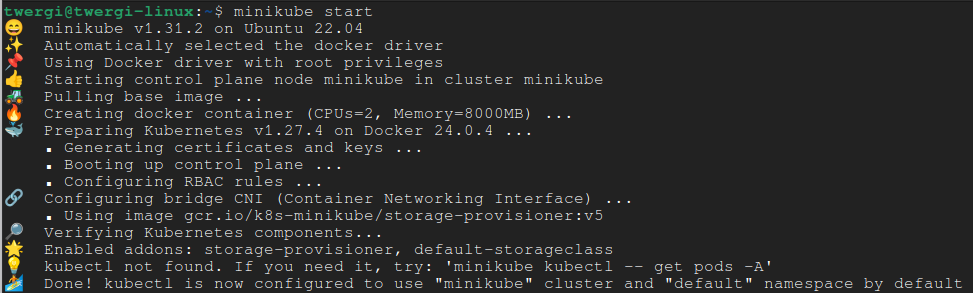 twergi@twergi-linux:~$ minikube start
😄 minikube v1.31.2 on Ubuntu 22.04
✨ Automatically selected the docker driver
📌 Using Docker driver with root privileges
👍 Starting control plane node minikube in cluster minikube
🚜 Pulling base image ...
🔥 Creating docker container (CPUs=2, Memory=8000MB) ...
🐳 Preparing Kubernetes v1.27.4 on Docker 24.0.4 ...
▪ Generating certificates and keys ...
▪ Booting up control plane ...
▪ Configuring RBAC rules ...
🔗 Configuring bridge CNI (Container Networking Interface) ...
▪ Using image gcr.io/k8s-minikube/storage-provisioner:v5
🔎 Verifying Kubernetes components...
🌟 Enabled addons: storage-provisioner, default-storageclass
💡 kubectl not found. If you need it, try: 'minikube kubectl -- get pods -A'
🏄 Done! kubectl is now configured to use "minikube" cluster and "default" namespace by default